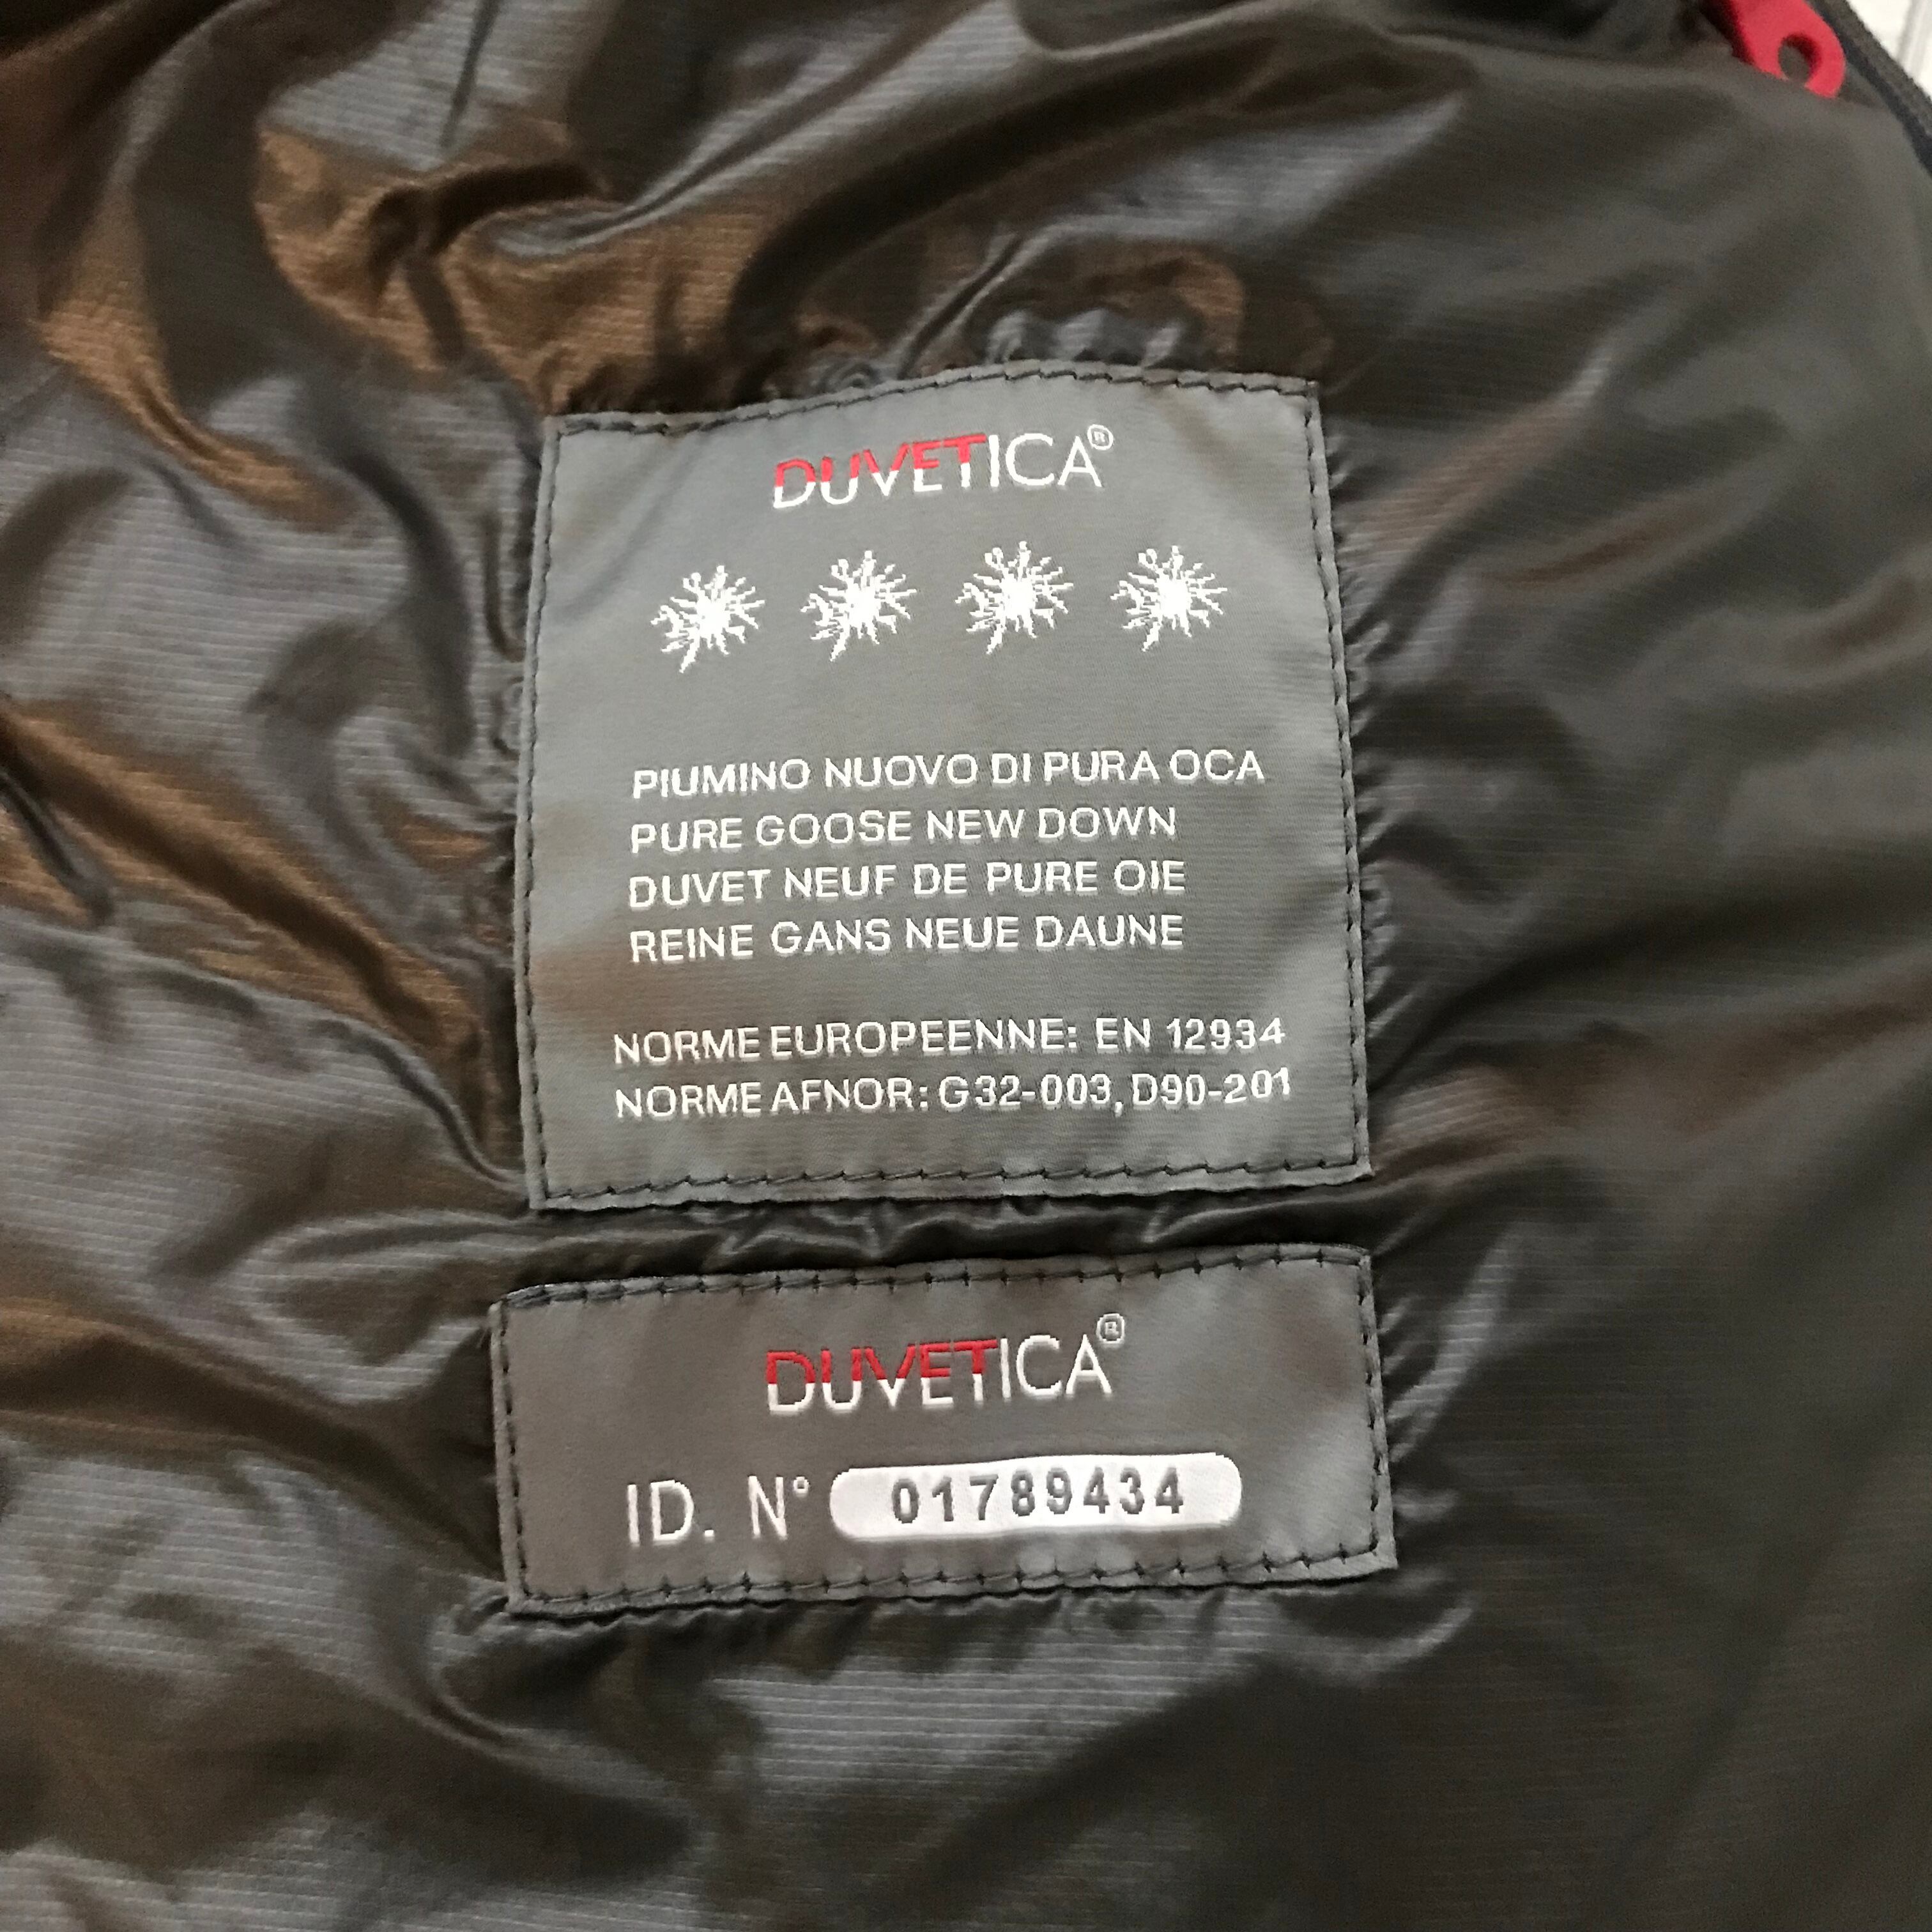 DUVETICA®
PIUMINO NUOVO DI PURA OCA
PURE GOOSE NEW DOWN
DUVET NEUF DE PURE OIE
REINE GANS NEUE DAUNE
NORME EUROPEENNE: EN 12934
NORME AFNOR: G32-003, D90-201
DUVETICA®
ID. N° 01789434